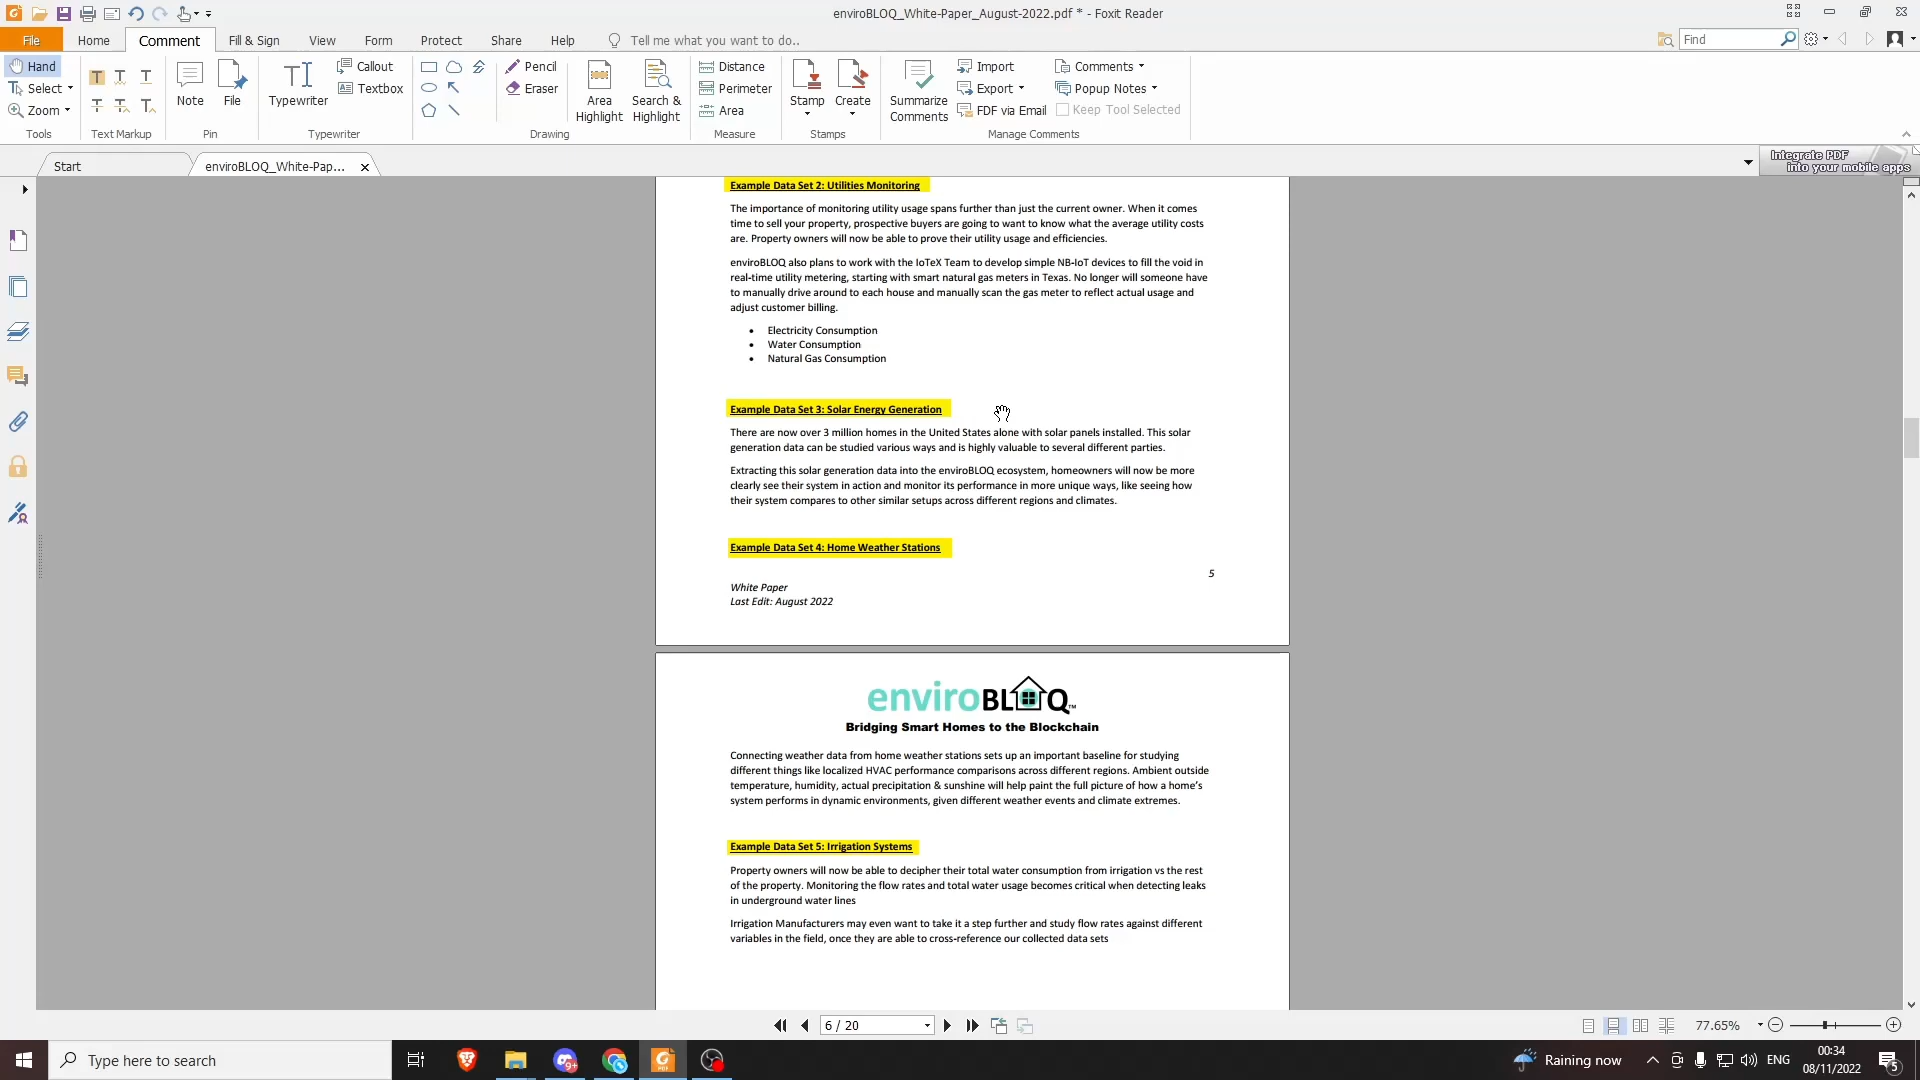 enviroBLOQ_White-Paper_August-2022.pdf * - Foxit Reader
File Home Comment Fill & Sign View Form Protect Share Help Tell me what you want to do.. Find
Hand
Select
Zoom
Tools
Text Markup
Note
File
Pin
Typewriter
Callout
Textbox
Typewriter
Pencil
Eraser
Area Highlight
Search & Highlight
Drawing
Distance
Perimeter
Area
Measure
Stamp
Create
Stamps
Summarize Comments
Import
Export
FDF via Email
Comments
Popup Notes
Keep Tool Selected
Manage Comments
Start
enviroBLOQ_White-Pap...
Integrate PDF
into your mobile apps
Example Data Set 2: Utilities Monitoring
The importance of monitoring utility usage spans further than just the current owner. When it comes
time to sell your property, prospective buyers are going to want to know what the average utility costs
are. Property owners will now be able to prove their utility usage and efficiencies.
enviroBLOQ also plans to work with the IoTeX Team to develop simple NB-IoT devices to fill the void in
real-time utility metering, starting with smart natural gas meters in Texas. No longer will someone have
to manually drive around to each house and manually scan the gas meter to reflect actual usage and
adjust customer billing.
• Electricity Consumption
• Water Consumption
• Natural Gas Consumption
Example Data Set 3: Solar Energy Generation
There are now over 3 million homes in the United States alone with solar panels installed. This solar
generation data can be studied various ways and is highly valuable to several different parties.
Extracting this solar generation data into the enviroBLOQ ecosystem, homeowners will now be more
clearly see their system in action and monitor its performance in more unique ways, like seeing how
their system compares to other similar setups across different regions and climates.
Example Data Set 4: Home Weather Stations
5
White Paper
Last Edit: August 2022
enviroBLOQ™
Bridging Smart Homes to the Blockchain
Connecting weather data from home weather stations sets up an important baseline for studying
different things like localized HVAC performance comparisons across different regions. Ambient outside
temperature, humidity, actual precipitation & sunshine will help paint the full picture of how a home's
system performs in dynamic environments, given different weather events and climate extremes.
Example Data Set 5: Irrigation Systems
Property owners will now be able to decipher their total water consumption from irrigation vs the rest
of the property. Monitoring the flow rates and total water usage becomes critical when detecting leaks
in underground water lines
Irrigation Manufacturers may even want to take it a step further and study flow rates against different
variables in the field, once they are able to cross-reference our collected data sets
6 / 20
77.65%
Type here to search
9+
Raining now
ENG
00:34
08/11/2022
5